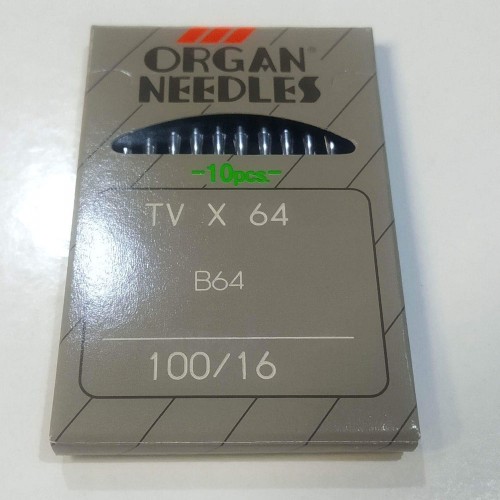 ORGAN®
NEEDLES
-10pcs.-
TV X 64
B64
100/16